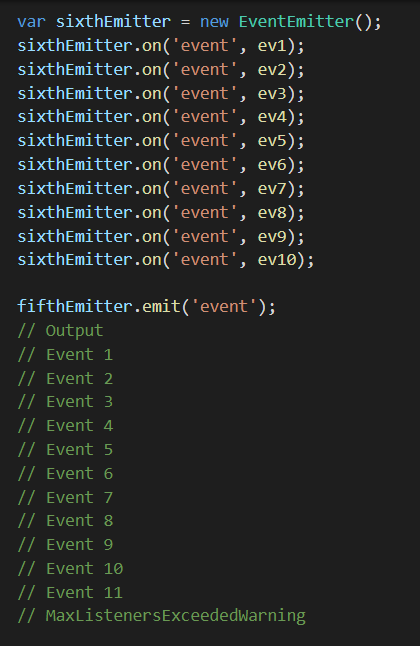 var sixthEmitter = new EventEmitter();
sixthEmitter.on('event', ev1);
sixthEmitter.on('event', ev2);
sixthEmitter.on('event', ev3);
sixthEmitter.on('event', ev4);
sixthEmitter.on('event', ev5);
sixthEmitter.on('event', ev6);
sixthEmitter.on('event', ev7);
sixthEmitter.on('event', ev8);
sixthEmitter.on('event', ev9);
sixthEmitter.on('event', ev10);
fifthEmitter.emit('event');
// Output
// Event 1
// Event 2
// Event 3
// Event 4
// Event 5
// Event 6
// Event 7
// Event 8
// Event 9
// Event 10
// Event 11
// MaxListenersExceededWarning